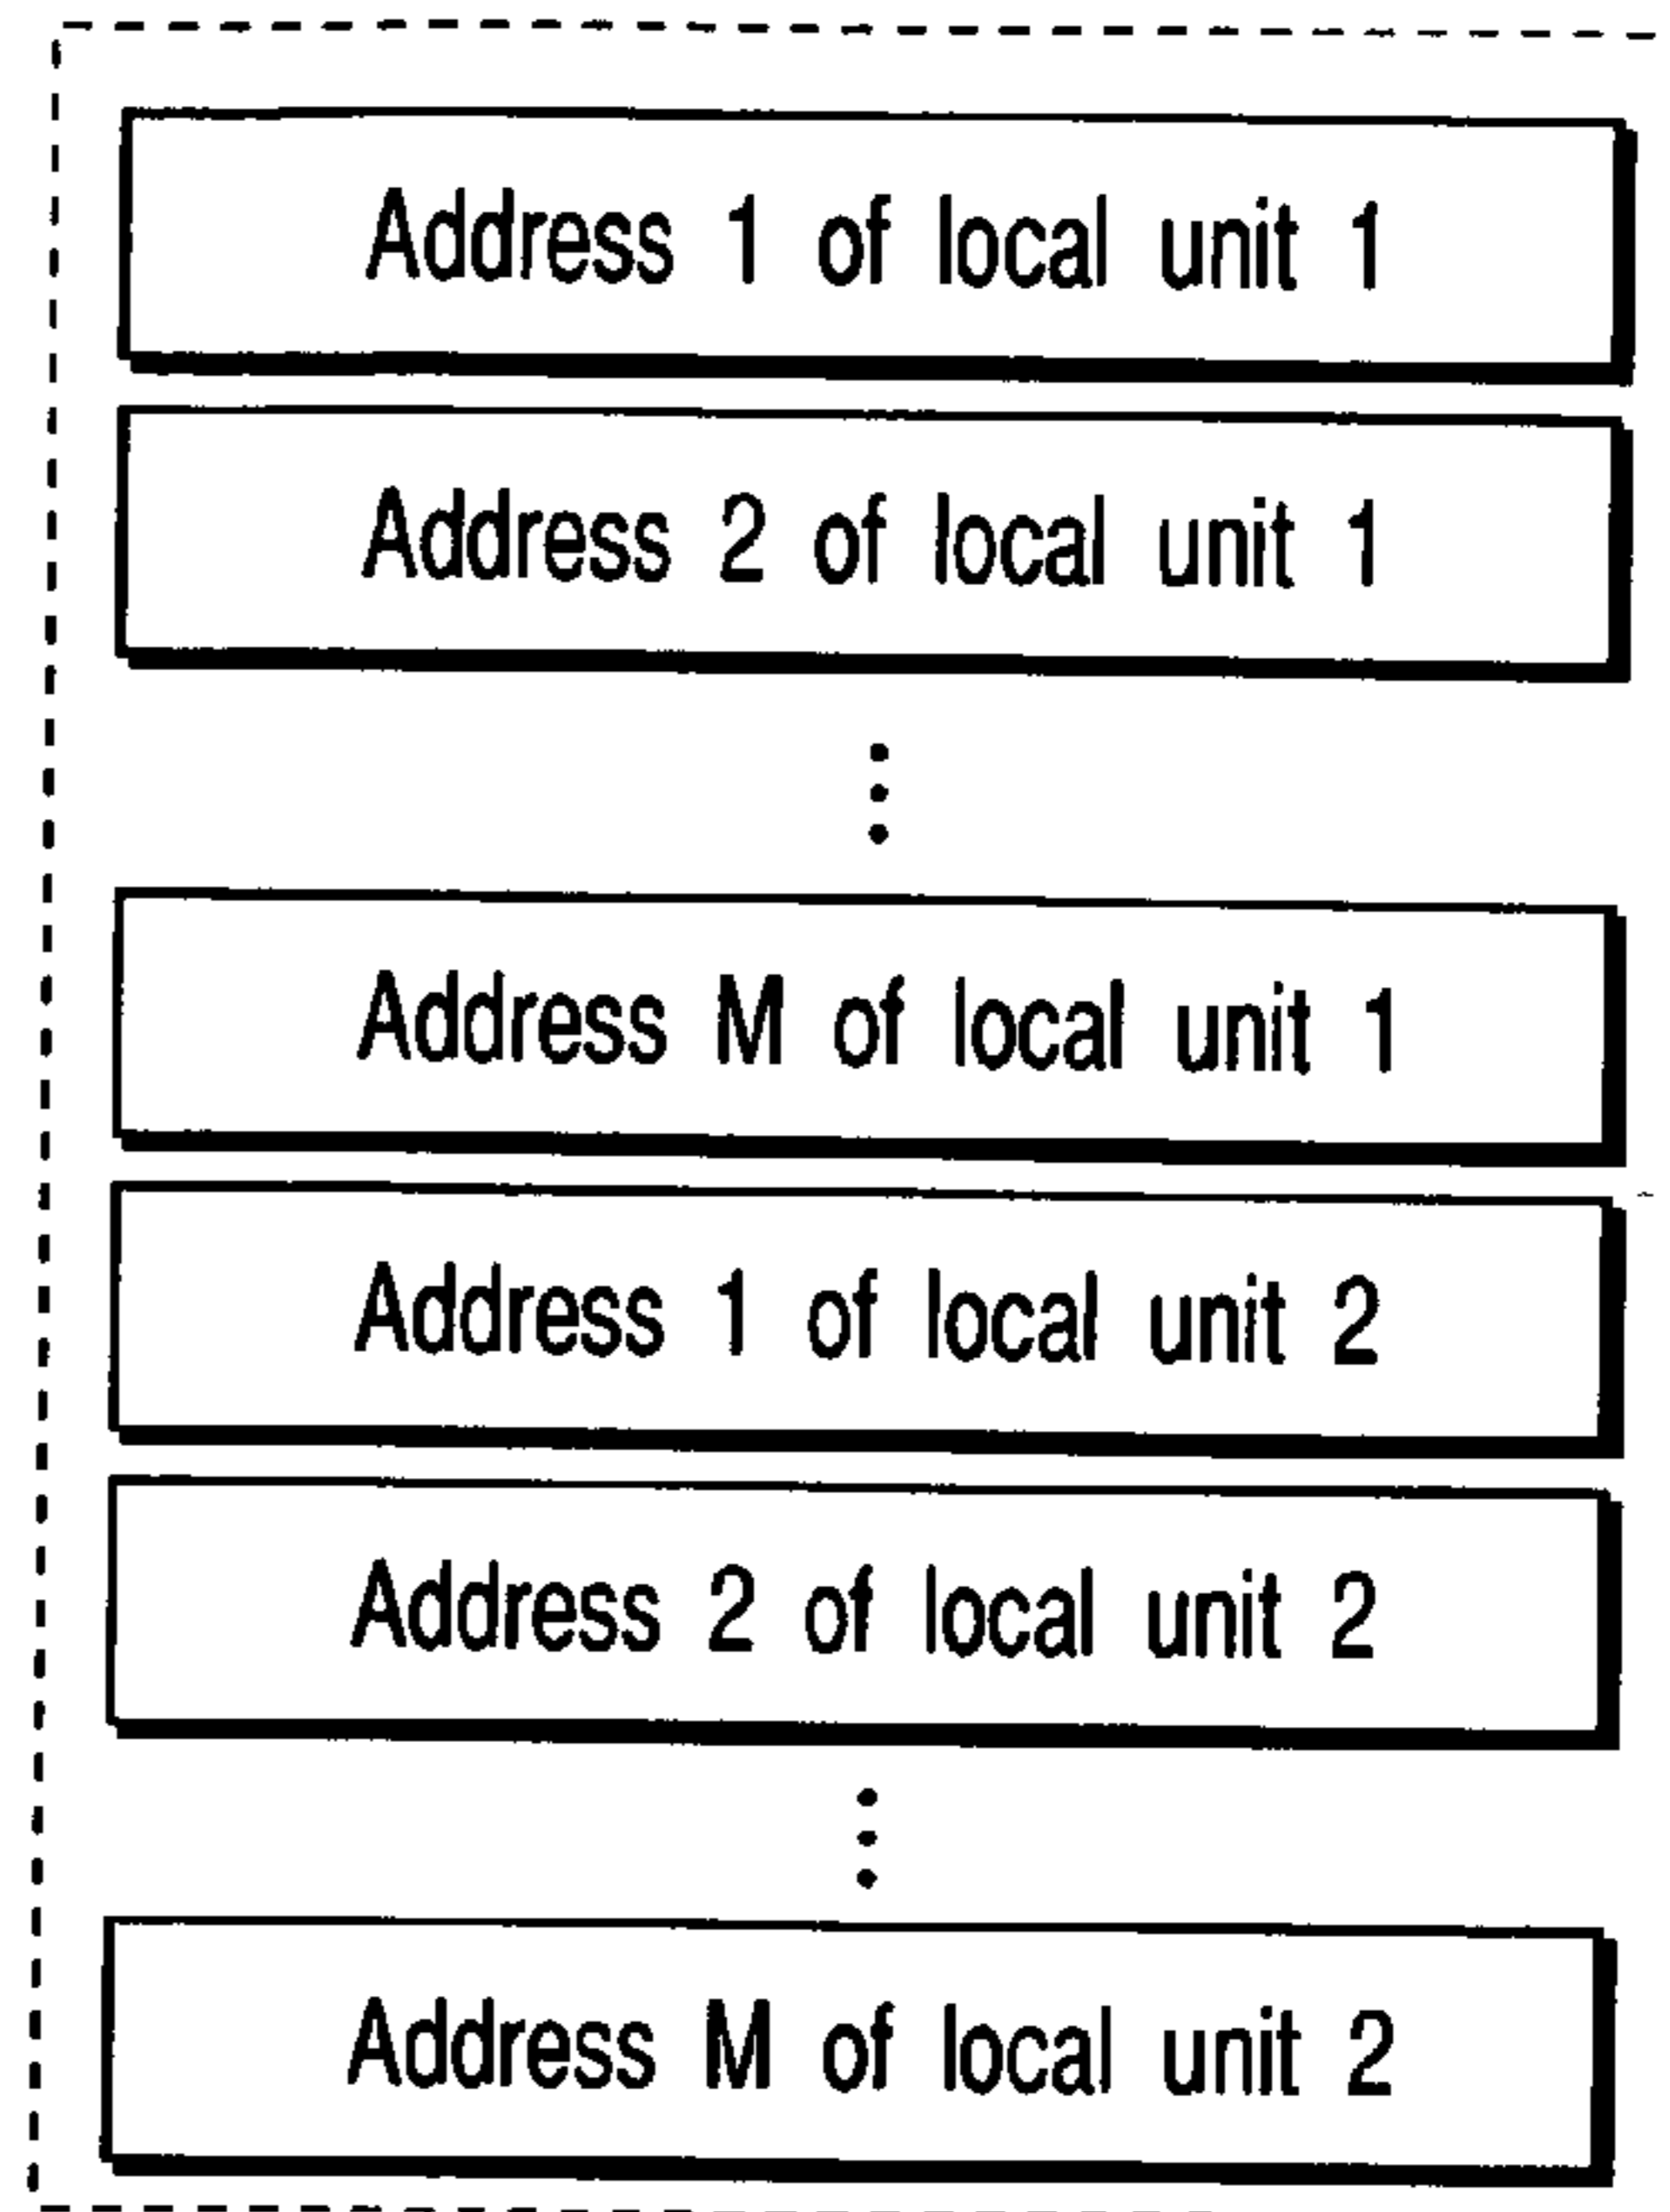 Address 1 of local unit 1
Address 2 of local unit 1
Address M of local unit 1
Address 1 of local unit 2
Address 2 of local unit 2
Address M of local unit 2